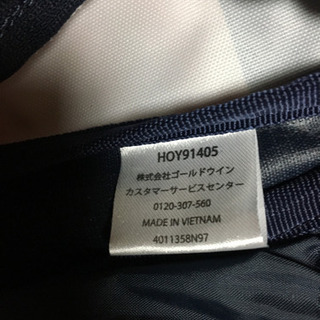 HOY91405
株式会社ゴールドウイン
カスタマーサービスセンター
0120-307-560
MADE IN VIETNAM
4011358N97